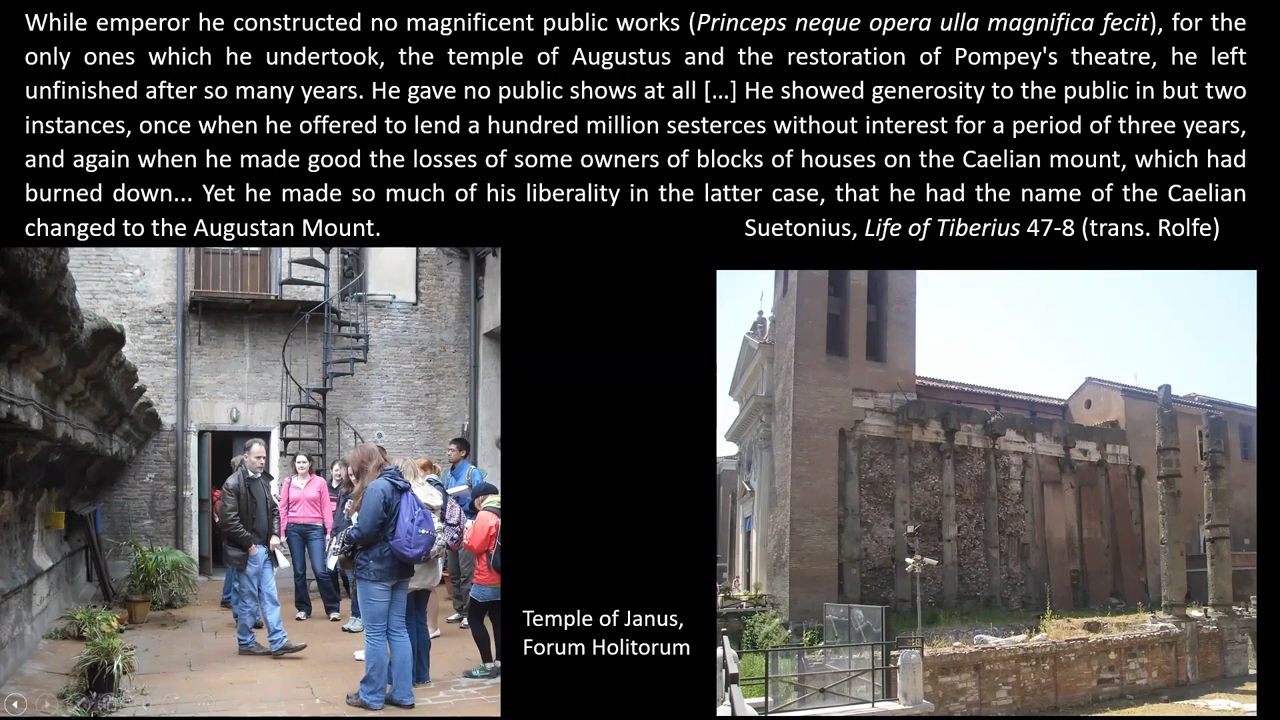 While emperor he constructed no magnificent public works (Princeps neque opera ulla magnifica fecit), for the
only ones which he undertook, the temple of Augustus and the restoration of Pompey's theatre, he left
unfinished after so many years. He gave no public shows at all [...] He showed generosity to the public in but two
instances, once when he offered to lend a hundred million sesterces without interest for a period of three years,
and again when he made good the losses of some owners of blocks of houses on the Caelian mount, which had
burned down... Yet he made so much of his liberality in the latter case, that he had the name of the Caelian
changed to the Augustan Mount. Suetonius, Life of Tiberius 47-8 (trans. Rolfe)
Temple of Janus,
Forum Holitorum